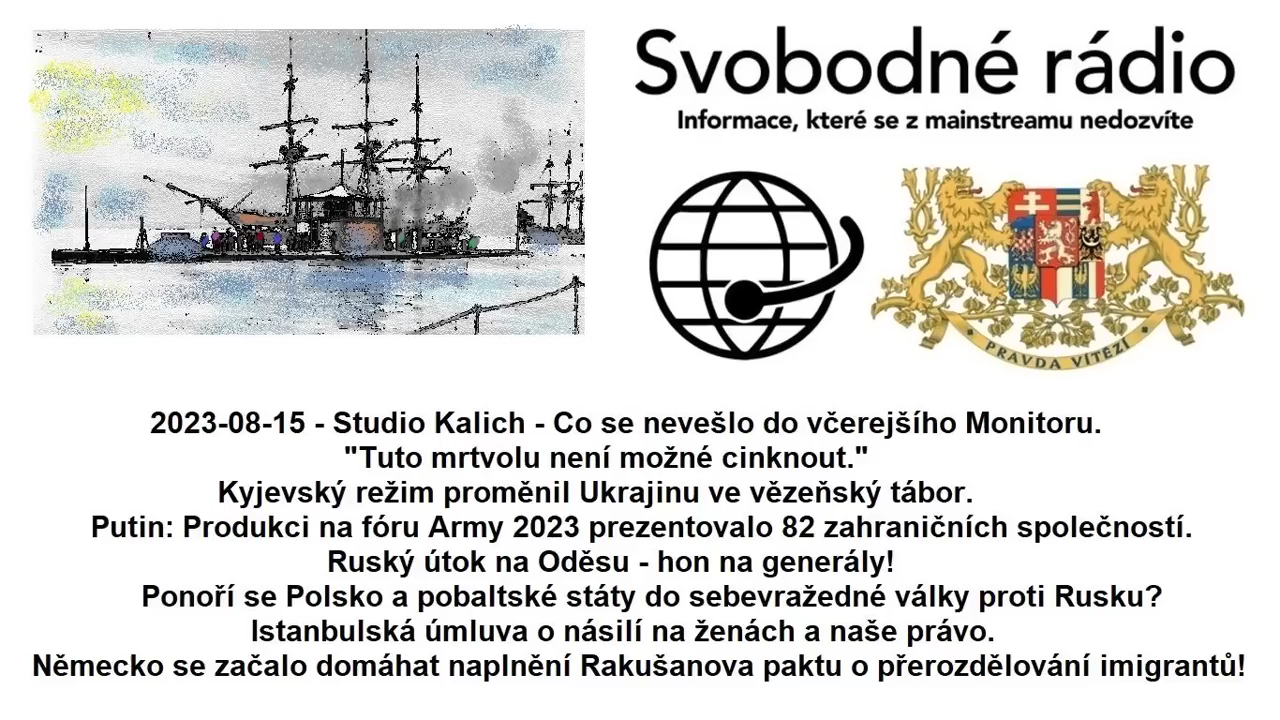 Svobodné rádio
Informace, které se z mainstreamu nedozvíte
PRAVDA VÍTĚZÍ
2023-08-15 - Studio Kalich - Co se nevešlo do včerejšího Monitoru.
"Tuto mrtvolu není možné cinknout."
Kyjevský režim proměnil Ukrajinu ve vězeňský tábor.
Putin: Produkci na fóru Army 2023 prezentovalo 82 zahraničních společností.
Ruský útok na Oděsu - hon na generály!
Ponoří se Polsko a pobaltské státy do sebevražedné války proti Rusku?
Istanbulská úmluva o násilí na ženách a naše právo.
Německo se začalo domáhat naplnění Rakušanova paktu o přerozdělování imigrantů!